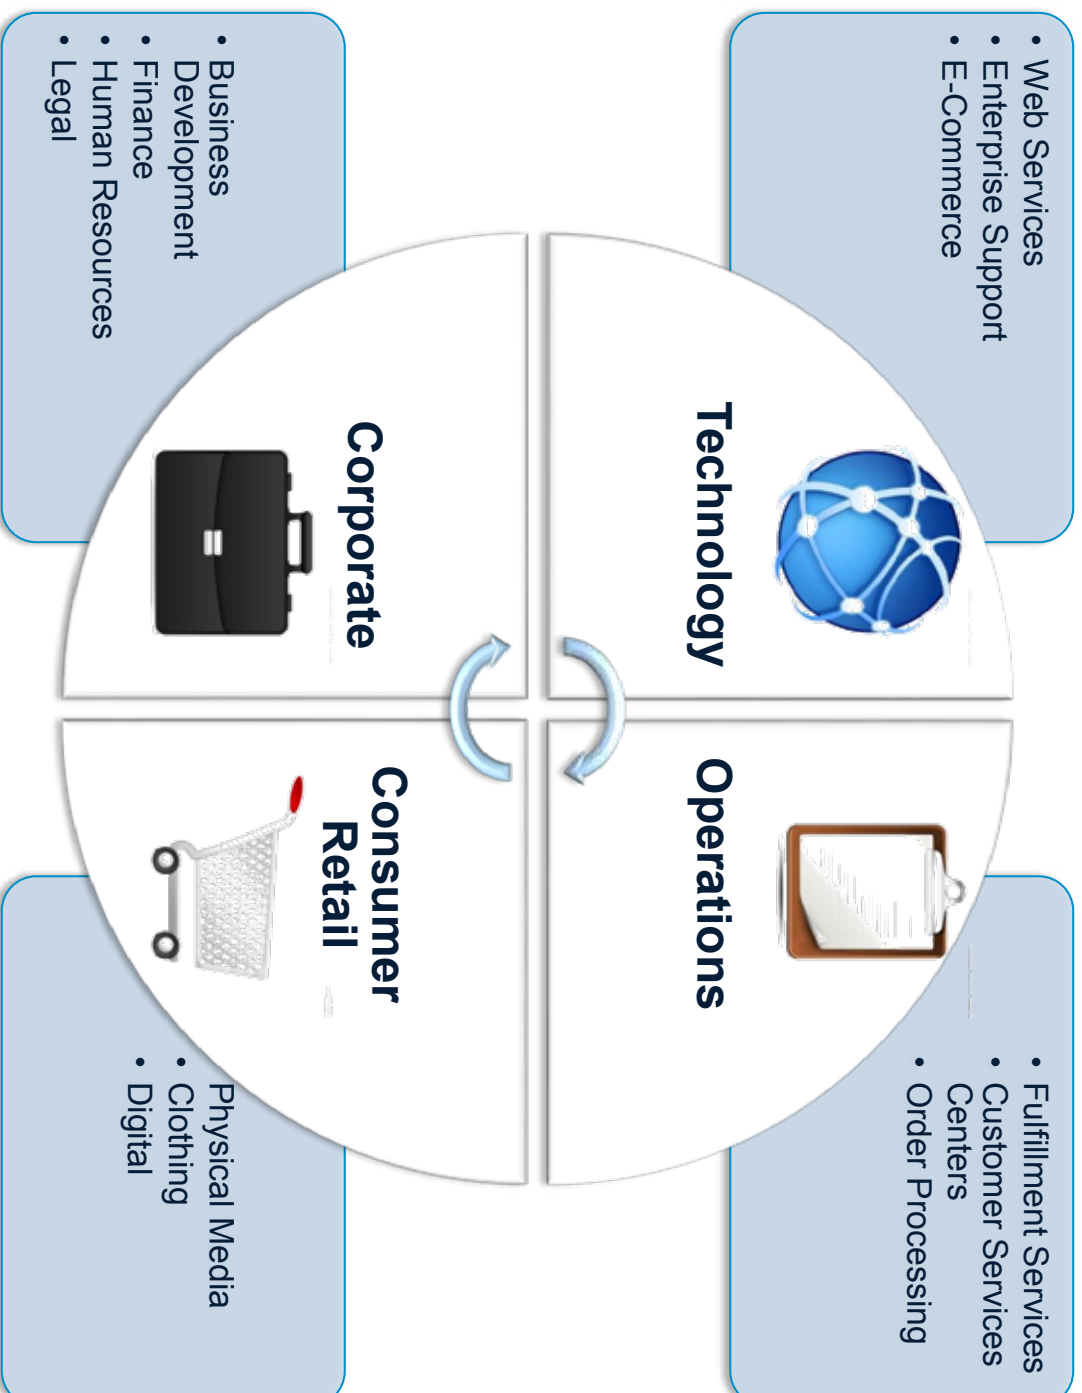 • Web Services
• Enterprise Support
• E-Commerce
Technology
Operations
• Fulfillment Services
• Customer Services
Centers
• Order Processing
• Business
Development
• Finance
• Human Resources
• Legal
Corporate
Consumer
Retail
Physical Media
• Clothing
• Digital